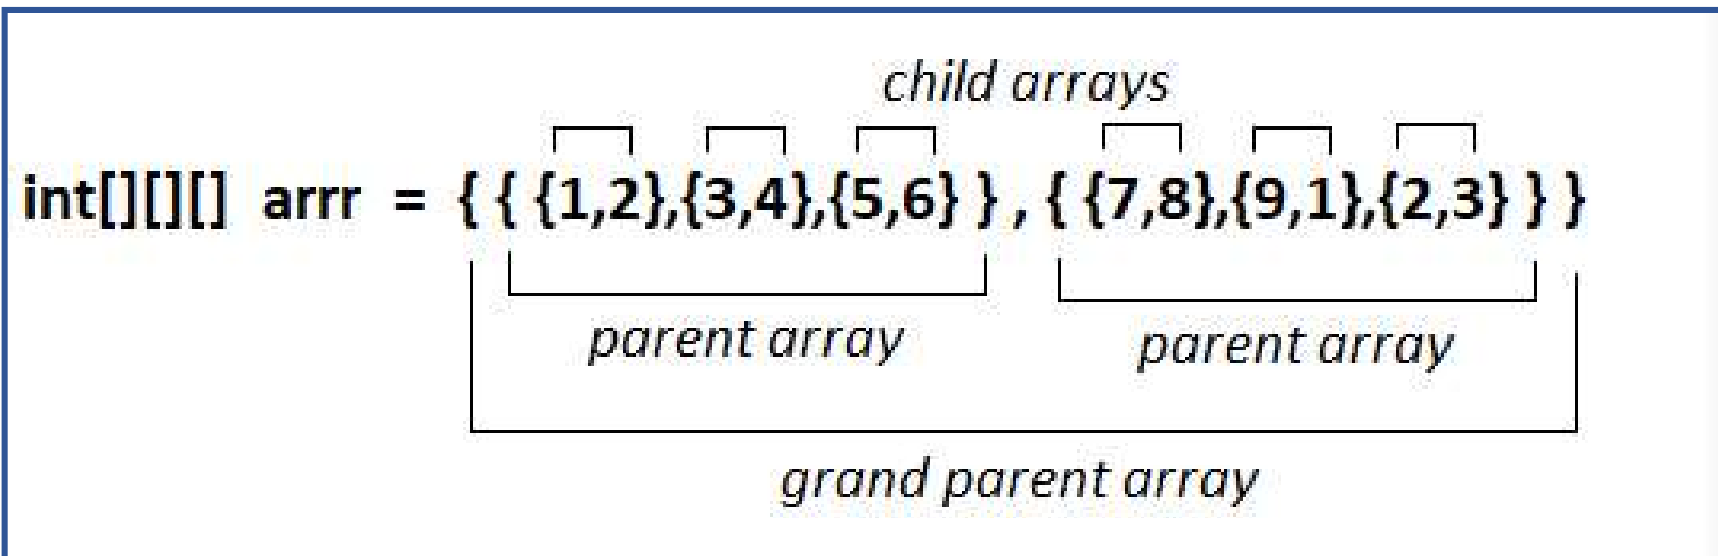 child arrays
int[][][] arrr = { { {1,2},{3,4},{5,6} } , { {7,8},{9,1},{2,3} } }
parent array parent array
grand parent array